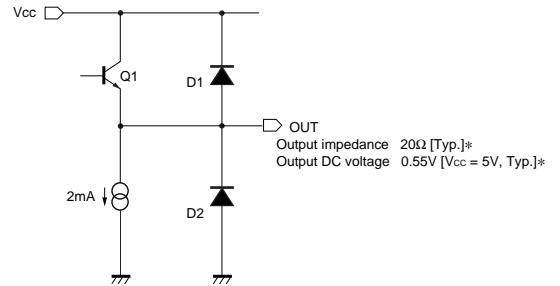 Vcc
Q1
D1
OUT
Output impedance 20Ω [Typ.]*
Output DC voltage 0.55V [Vcc = 5V, Typ.]*
2mA
D2